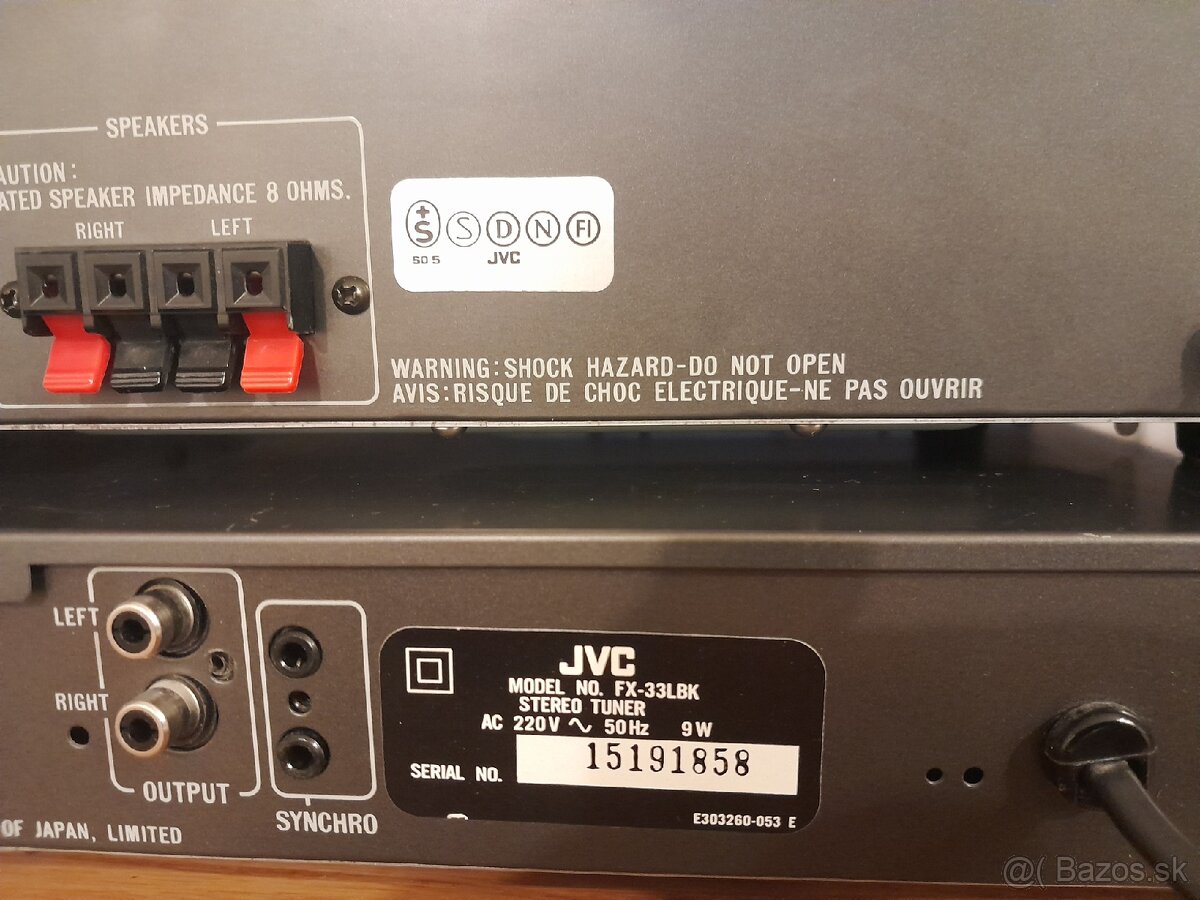 SPEAKERS
AUTION:
ATED SPEAKER IMPEDANCE 8 OHMS.
RIGHT LEFT
+S S D N FI
SO 5 JVC
WARNING:SHOCK HAZARD-DO NOT OPEN
AVIS:RISQUE DE CHOC ELECTRIQUE-NE PAS OUVRIR
LEFT
RIGHT
OUTPUT
SYNCHRO
OF JAPAN, LIMITED
JVC
MODEL NO. FX-33LBK
STEREO TUNER
AC 220V ∿ 50Hz 9W
SERIAL NO. 15191858
E303260-053 E
@( Bazos.sk